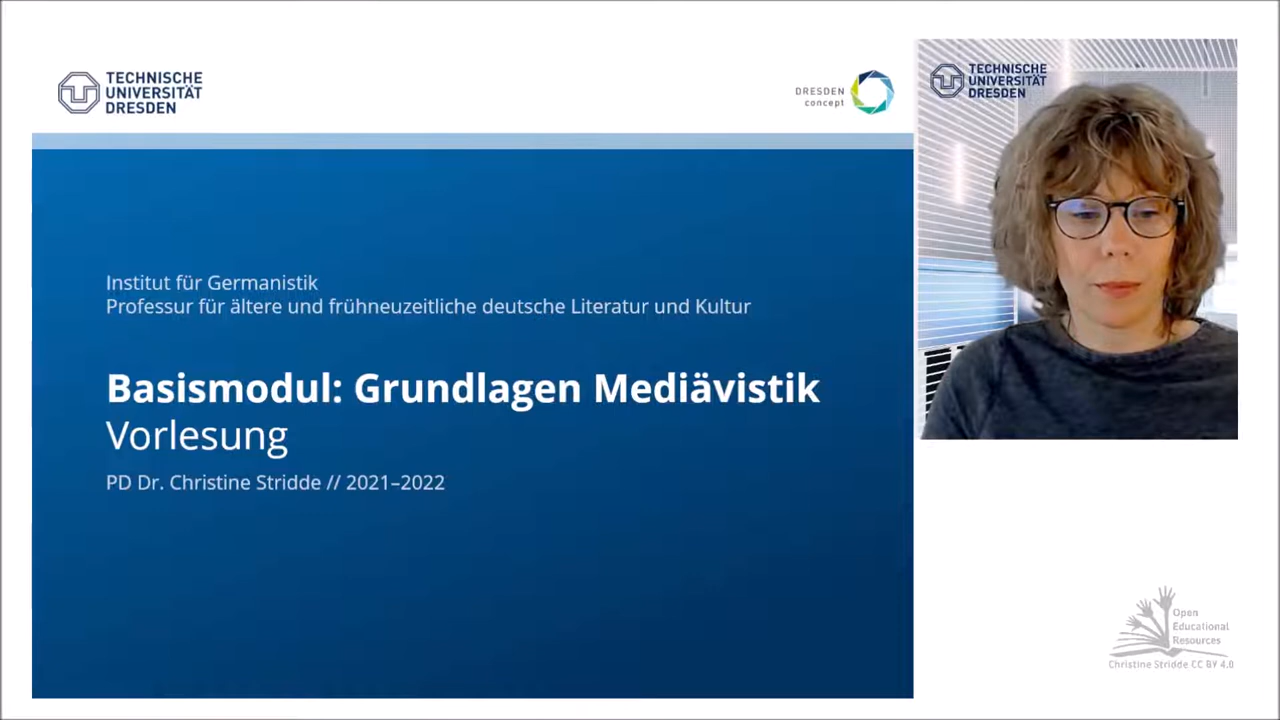 TECHNISCHE
UNIVERSITÄT
DRESDEN
DRESDEN
concept
TECHNISCHE
UNIVERSITÄT
DRESDEN
Institut für Germanistik
Professur für ältere und frühneuzeitliche deutsche Literatur und Kultur
Basismodul: Grundlagen Mediävistik
Vorlesung
PD Dr. Christine Stridde // 2021–2022
Open
Educational
Resources
Christine Stridde CC BY 4.0